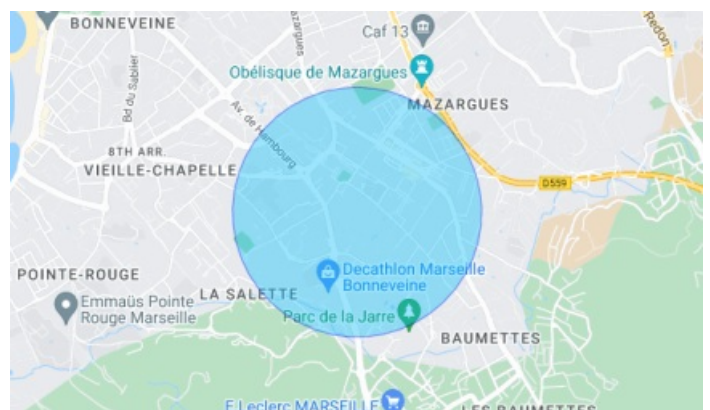 BONNEVEINE
Mazargues
Caf 13
Redon
Obélisque de Mazargues
Bd du Sablier
Av. de Hambourg
MAZARGUES
8TH ARR.
VIEILLE-CHAPELLE
D559
POINTE-ROUGE
Decathlon Marseille
Bonneveine
LA SALETTE
Emmaüs Pointe
Rouge Marseille
Parc de la Jarre
BAUMETTES
E.Leclerc MARSEILLE
LES BAUMETTES